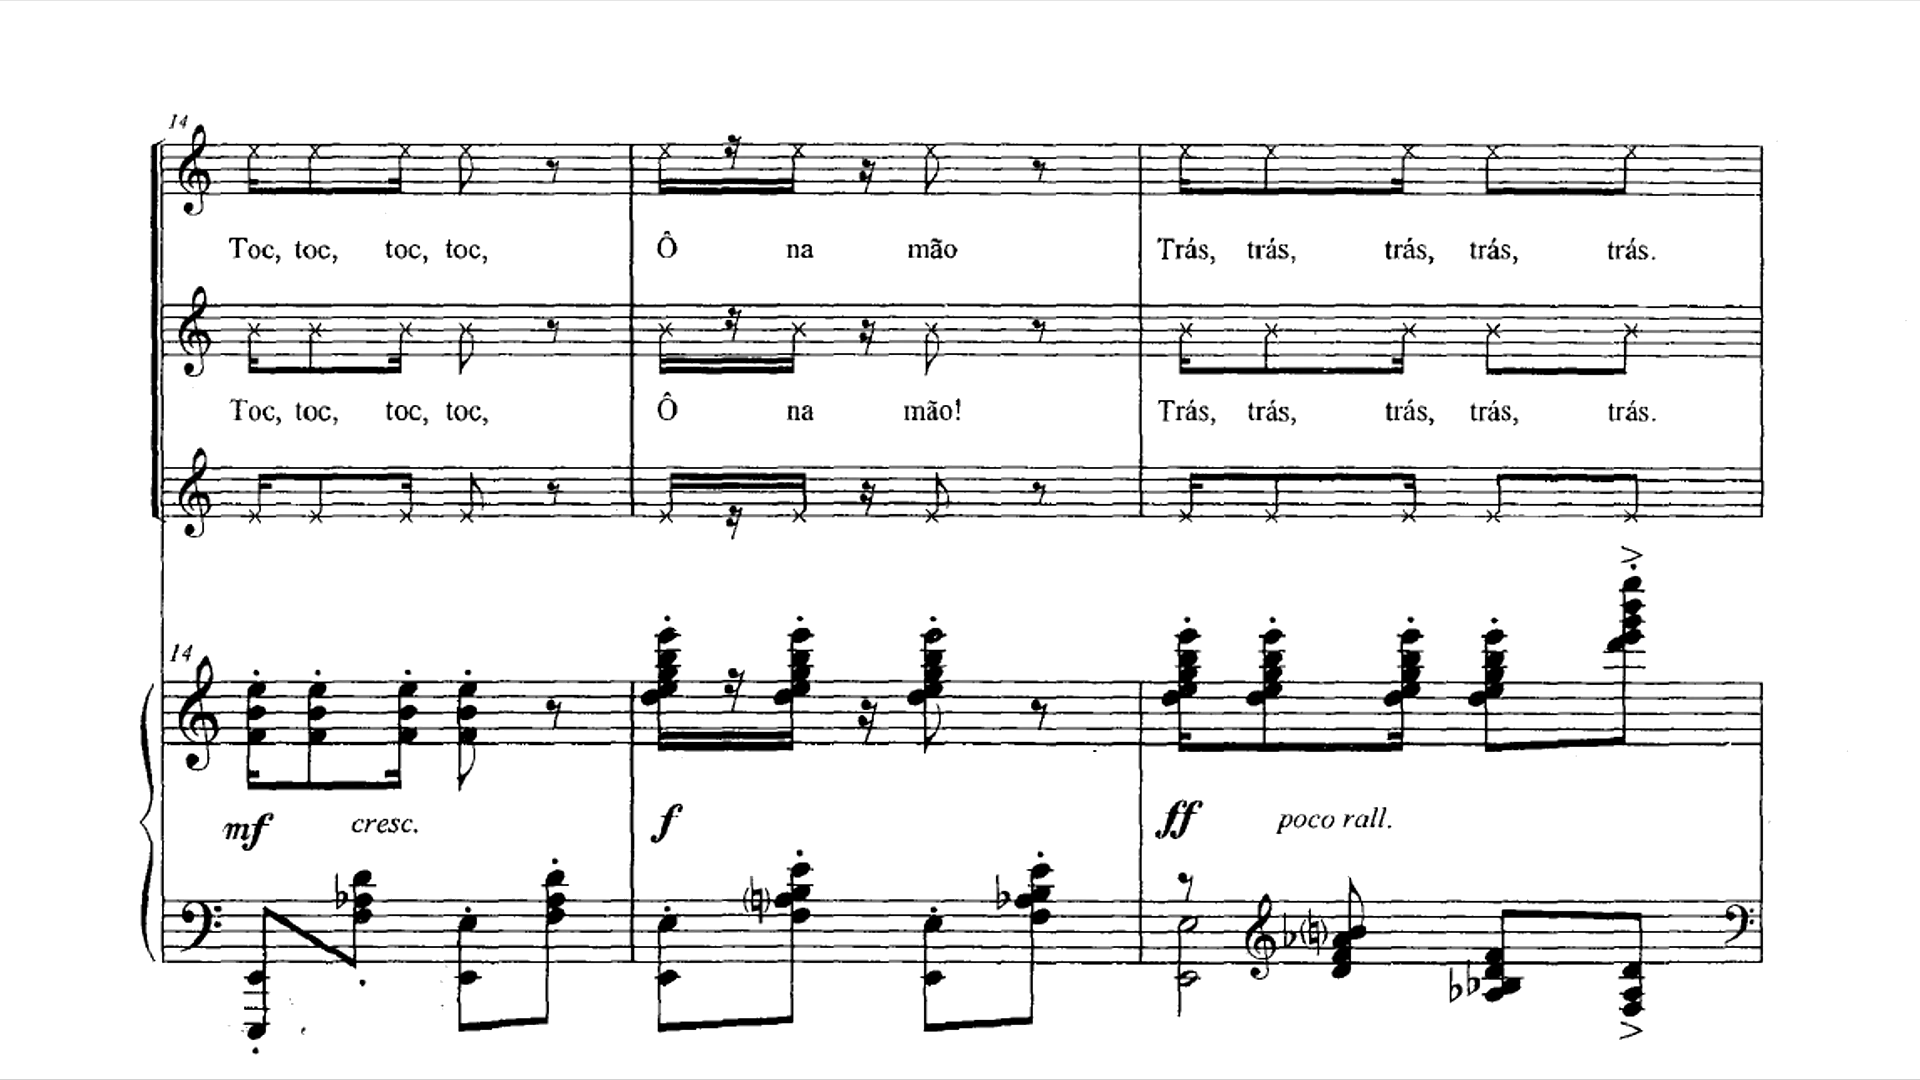 14
Toc, toc, toc, toc, Ô na mão Trás, trás, trás, trás, trás.
Toc, toc, toc, toc, Ô na mão! Trás, trás, trás, trás, trás.
14
mf cresc. f ff poco rall.